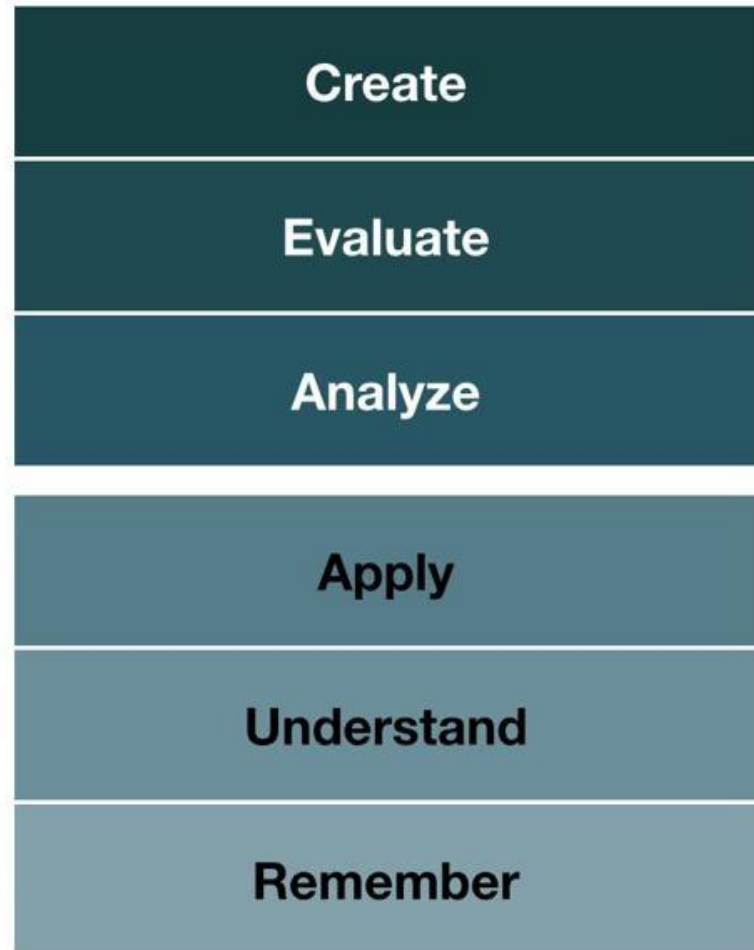 Create
Evaluate
Analyze
Apply
Understand
Remember